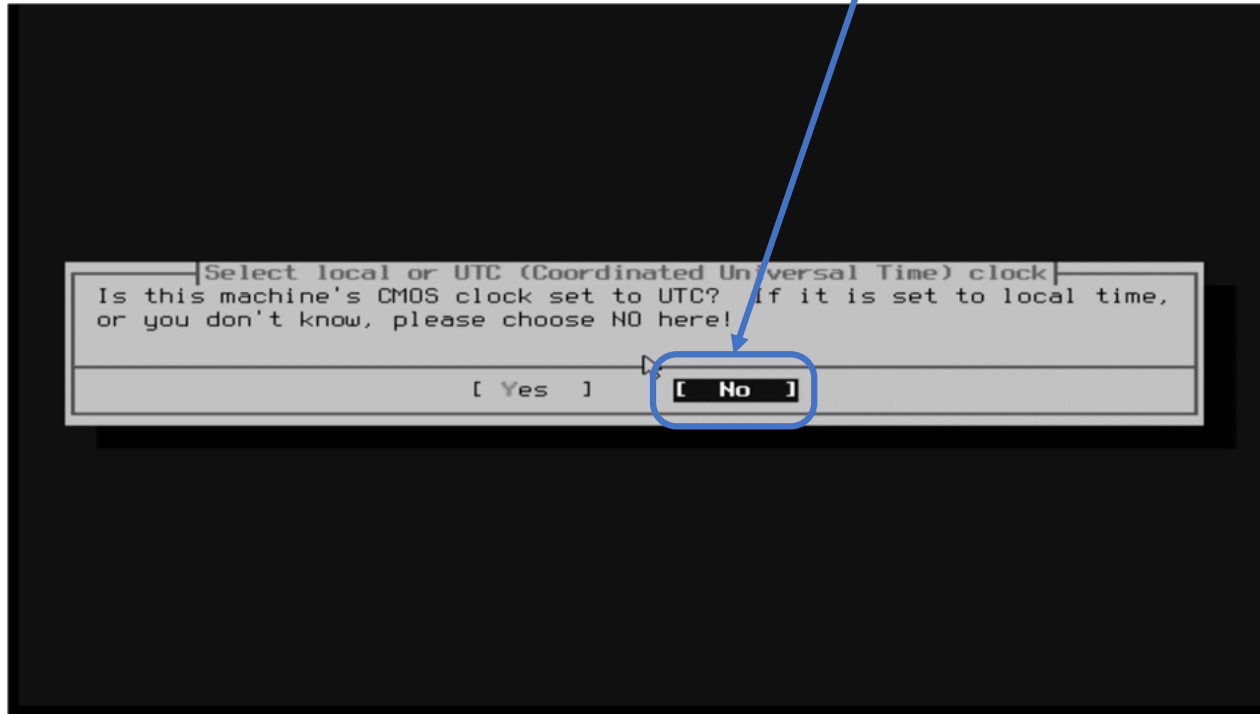 Select local or UTC (Coordinated Universal Time) clock
Is this machine's CMOS clock set to UTC?  If it is set to local time,
or you don't know, please choose NO here!
[ Yes ] [ No ]